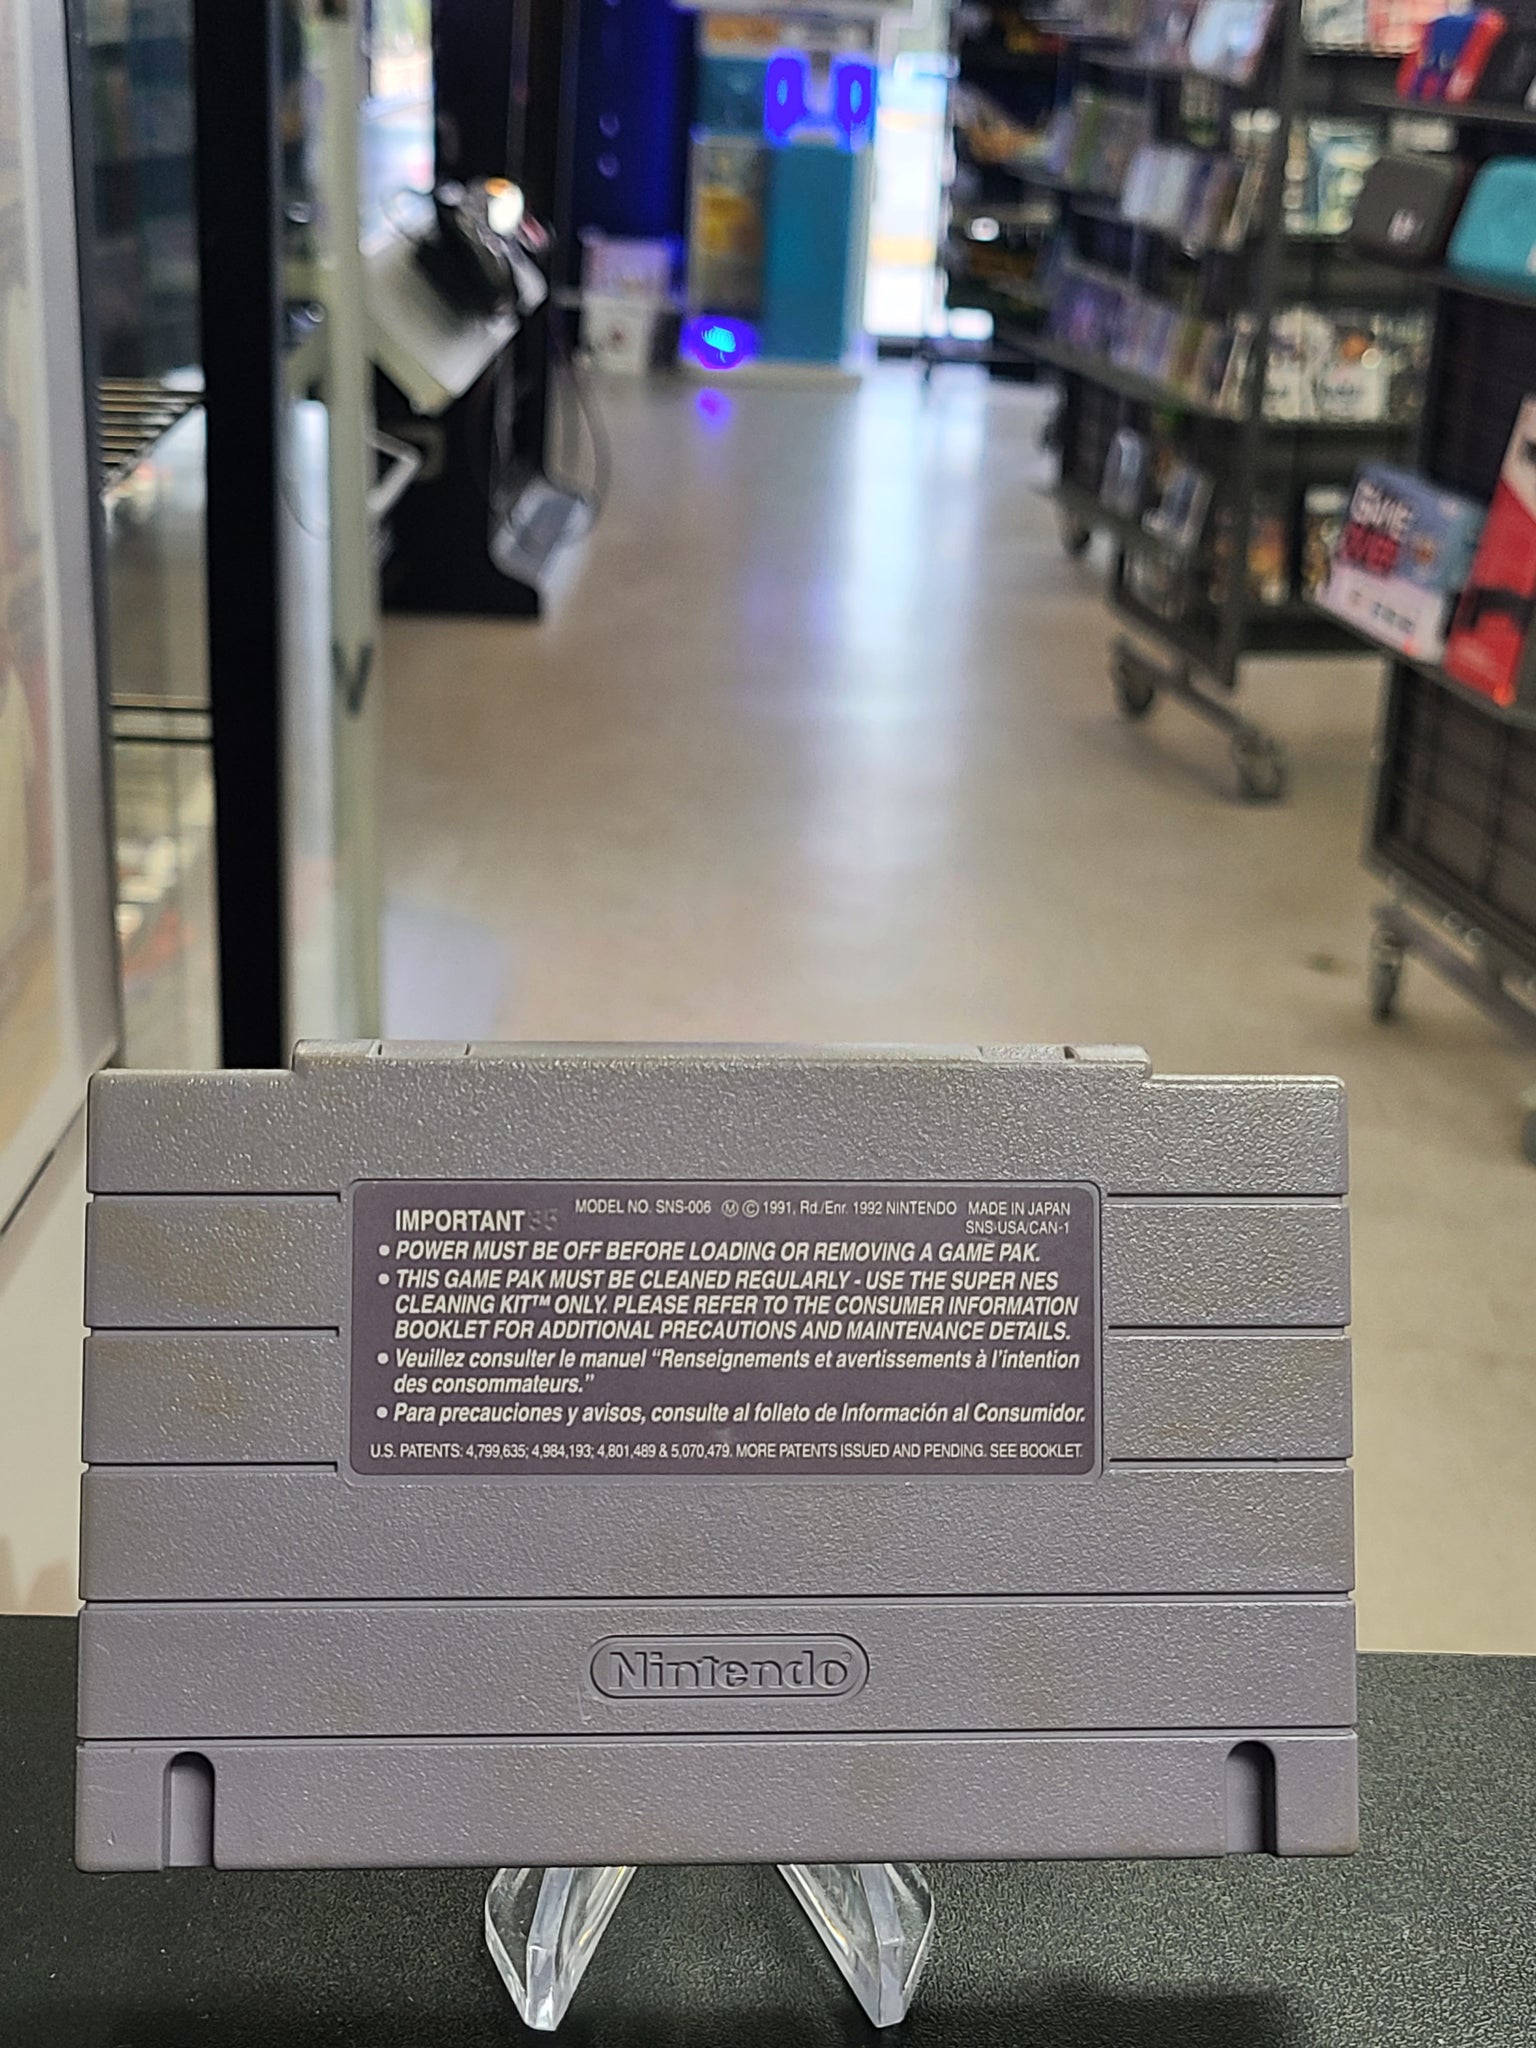 MODEL NO. SNS-006 Ⓜ © 1991, Rd./Enr. 1992 NINTENDO MADE IN JAPAN
IMPORTANT SNS-USA/CAN-1
● POWER MUST BE OFF BEFORE LOADING OR REMOVING A GAME PAK.
● THIS GAME PAK MUST BE CLEANED REGULARLY - USE THE SUPER NES
CLEANING KIT™ ONLY. PLEASE REFER TO THE CONSUMER INFORMATION
BOOKLET FOR ADDITIONAL PRECAUTIONS AND MAINTENANCE DETAILS.
● Veuillez consulter le manuel “Renseignements et avertissements à l’intention
des consommateurs.”
● Para precauciones y avisos, consulte al folleto de Información al Consumidor.
U.S. PATENTS: 4,799,635; 4,984,193; 4,801,489 & 5,070,479. MORE PATENTS ISSUED AND PENDING. SEE BOOKLET.
Nintendo®
GAME
OVER